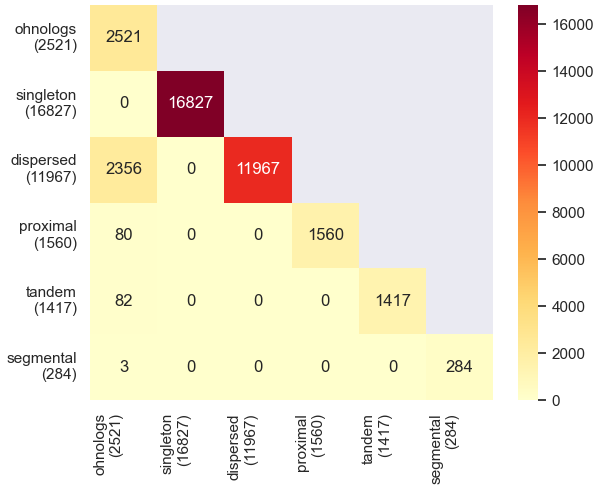 ohnologs
(2521)
2521
singleton
(16827)
0 16827
dispersed
(11967)
2356 0 11967
proximal
(1560)
80 0 0 1560
tandem
(1417)
82 0 0 0 1417
segmental
(284)
3 0 0 0 0 284
ohnologs
(2521)
singleton
(16827)
dispersed
(11967)
proximal
(1560)
tandem
(1417)
segmental
(284)
16000
14000
12000
10000
8000
6000
4000
2000
0